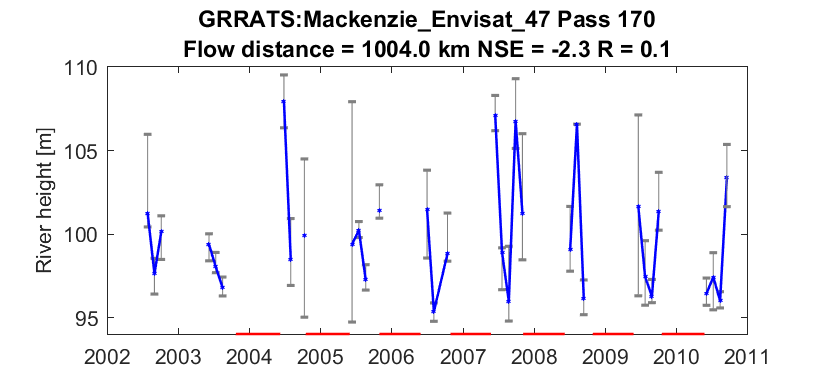 GRRATS:Mackenzie_Envisat_47 Pass 170
Flow distance = 1004.0 km NSE = -2.3 R = 0.1
River height [m]
110
105
100
95
2002 2003 2004 2005 2006 2007 2008 2009 2010 2011